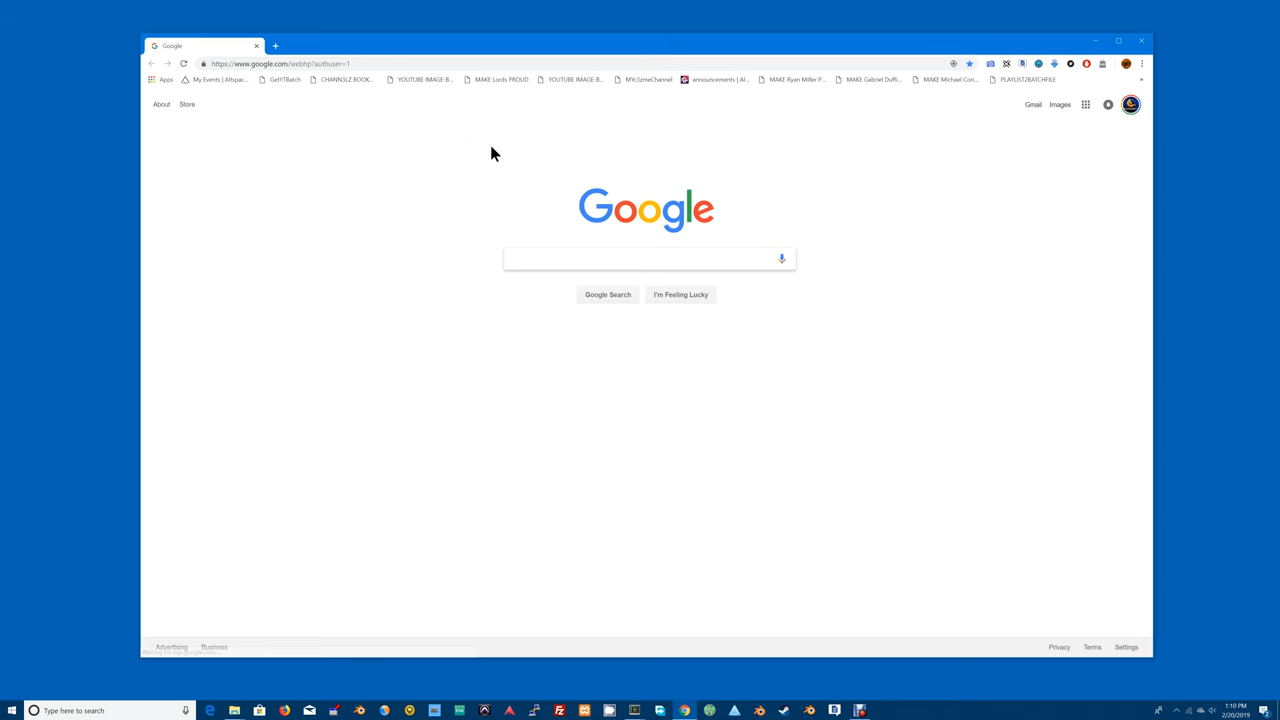 Google
https://www.google.com/webhp?authuser=1
Apps My Events | Altspac... GetYTBatch CHANN3LZ BOOK... YOUTUBE IMAGE-B... MAKE Lords PROUD YOUTUBE IMAGE-B... MYc3zmeChannel announcements | Al... MAKE Ryan Miller P... MAKE Gabriel Duffi... MAKE Michael Cori... PLAYLIST2BATCHFILE »
About Store Gmail Images
Google
Google Search I'm Feeling Lucky
Advertising Business Privacy Terms Settings
Type here to search
1:10 PM
2/20/2019